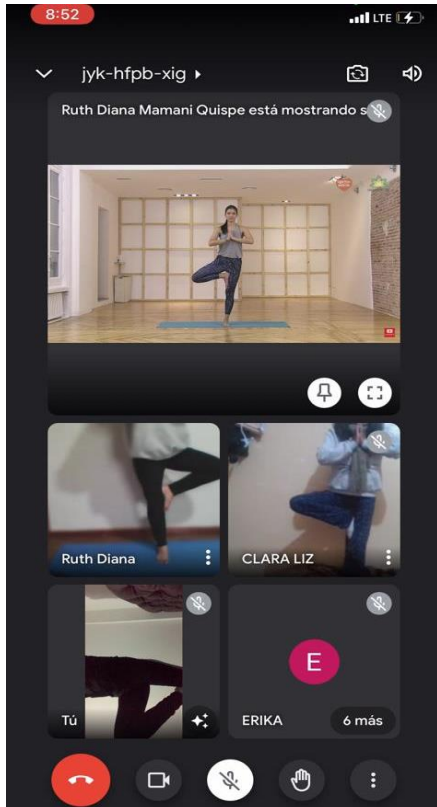 8:52
LTE
jyk-hfpb-xig
Ruth Diana Mamani Quispe está mostrando s
Ruth Diana
CLARA LIZ
Tú
E
ERIKA
6 más